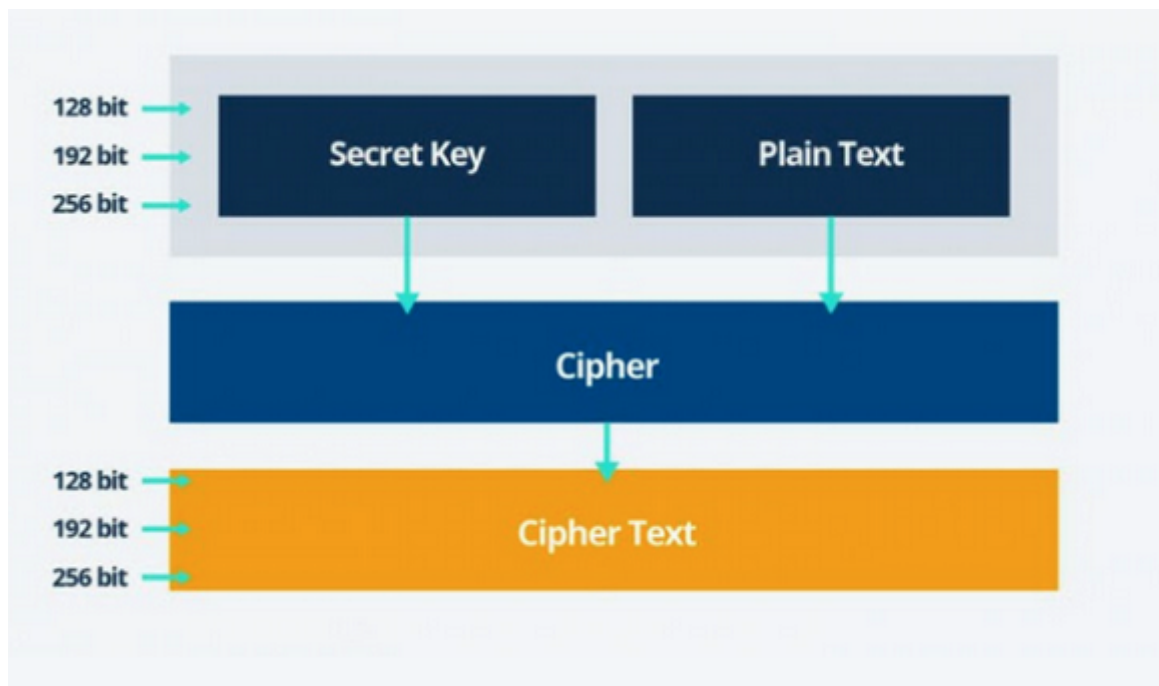 128 bit
192 bit
256 bit
Secret Key
Plain Text
Cipher
128 bit
192 bit
256 bit
Cipher Text